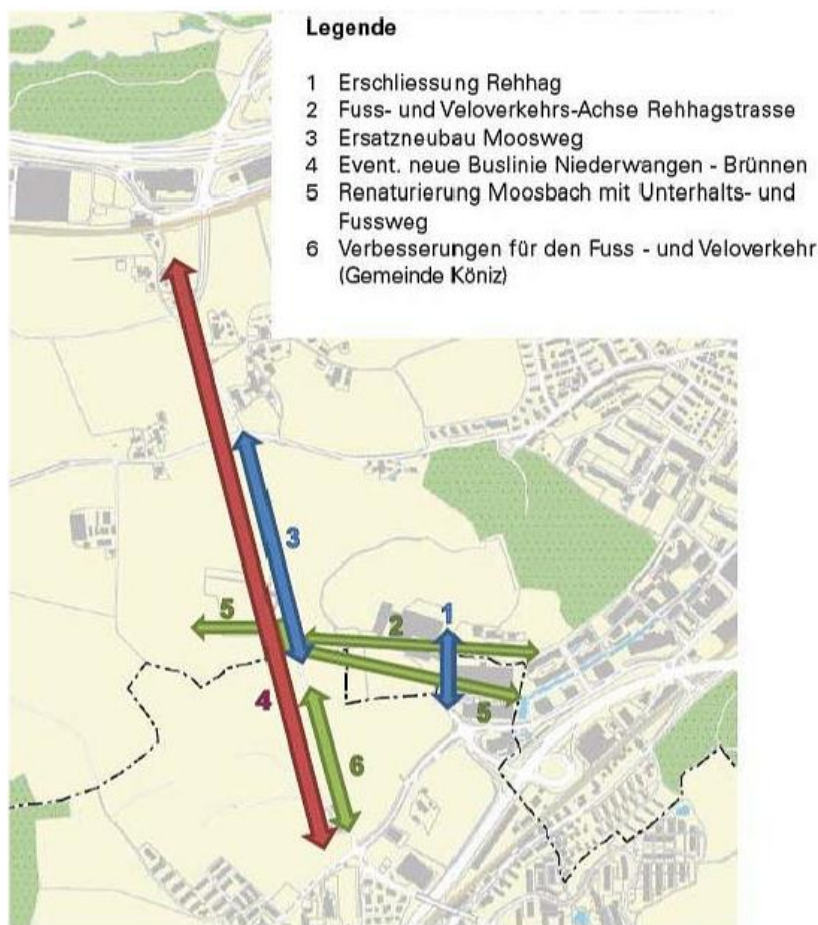 Legende
1 Erschliessung Rehhag
2 Fuss- und Veloverkehrs-Achse Rehhagstrasse
3 Ersatzneubau Moosweg
4 Event. neue Buslinie Niederwangen - Brünnen
5 Renaturierung Moosbach mit Unterhalts- und
Fussweg
6 Verbesserungen für den Fuss - und Veloverkehr
(Gemeinde Köniz)
3
5
2
1
4
5
6